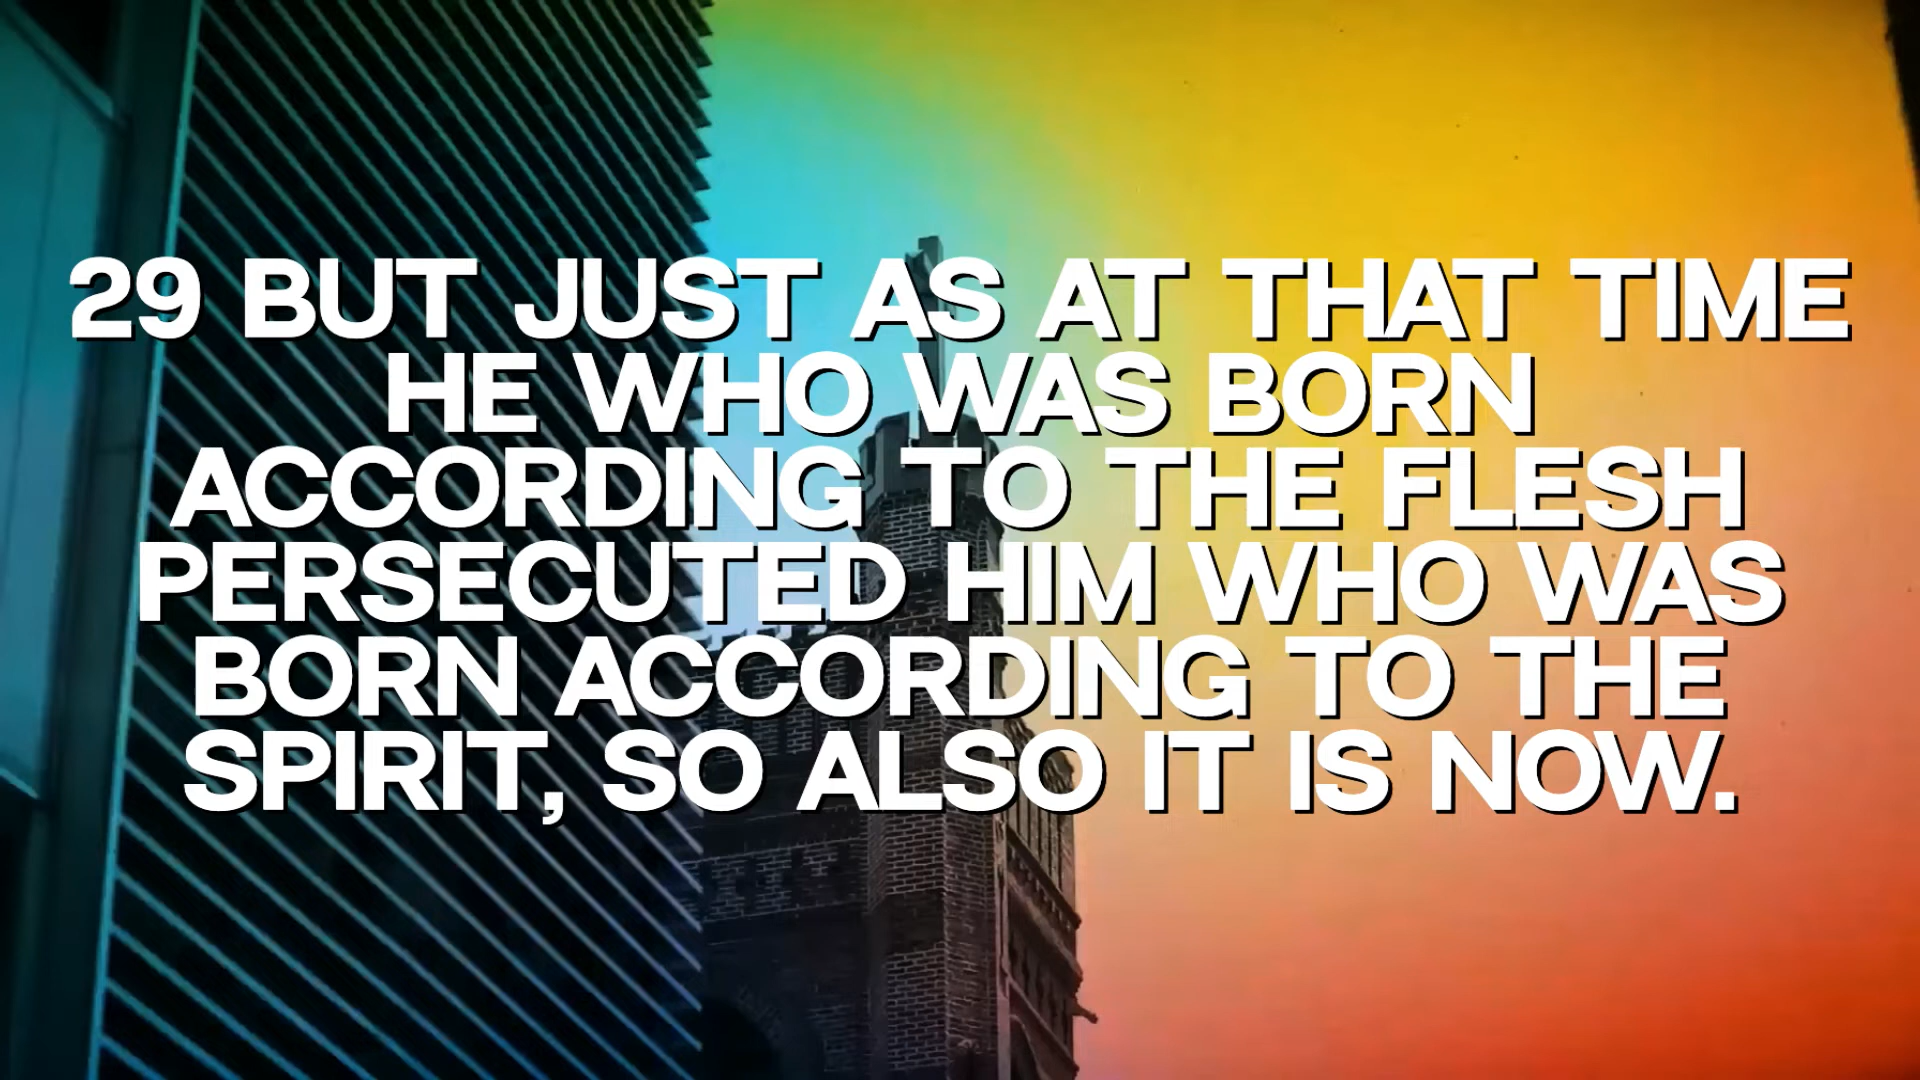 29 BUT JUST AS AT THAT TIME
HE WHO WAS BORN
ACCORDING TO THE FLESH
PERSECUTED HIM WHO WAS
BORN ACCORDING TO THE
SPIRIT, SO ALSO IT IS NOW.